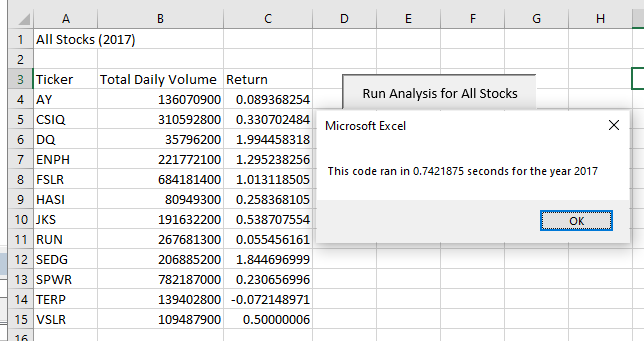 A B C D E F G H
1 All Stocks (2017)
2
3 Ticker Total Daily Volume Return
Run Analysis for All Stocks
4 AY 136070900 0.089368254
5 CSIQ 310592800 0.330702484
Microsoft Excel
6 DQ 35796200 1.994458318
7 ENPH 221772100 1.295238256
This code ran in 0.7421875 seconds for the year 2017
8 FSLR 684181400 1.013118505
9 HASI 80949300 0.258368105
OK
10 JKS 191632200 0.538707554
11 RUN 267681300 0.055456161
12 SEDG 206885200 1.844696999
13 SPWR 782187000 0.230656996
14 TERP 139402800 -0.072148971
15 VSLR 109487900 0.50000006
16